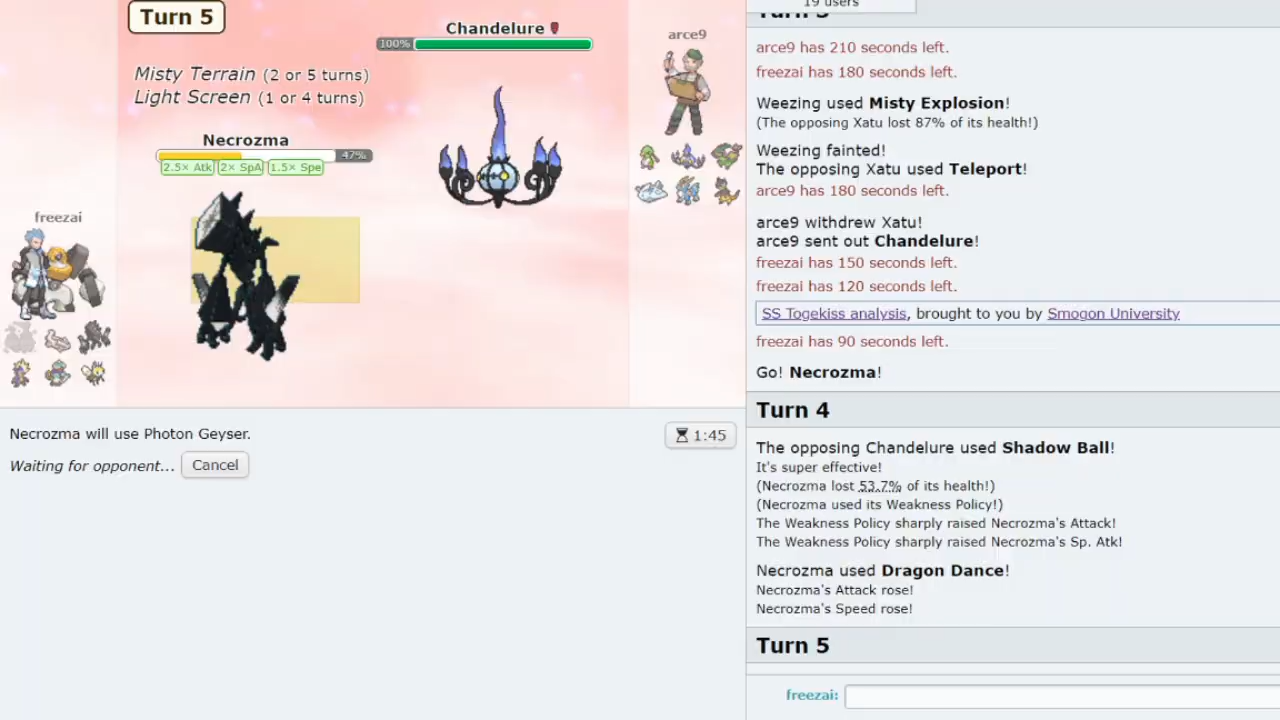 Turn 5
Chandelure
100%
arce9
Misty Terrain (2 or 5 turns)
Light Screen (1 or 4 turns)
Necrozma
47%
2.5× Atk 2× SpA 1.5× Spe
freezai
Necrozma will use Photon Geyser.
1:45
Waiting for opponent... Cancel
19 users
Turn 3
arce9 has 210 seconds left.
freezai has 180 seconds left.
Weezing used Misty Explosion!
(The opposing Xatu lost 87% of its health!)
Weezing fainted!
The opposing Xatu used Teleport!
arce9 has 180 seconds left.
arce9 withdrew Xatu!
arce9 sent out Chandelure!
freezai has 150 seconds left.
freezai has 120 seconds left.
SS Togekiss analysis, brought to you by Smogon University
freezai has 90 seconds left.
Go! Necrozma!
Turn 4
The opposing Chandelure used Shadow Ball!
It's super effective!
(Necrozma lost 53.7% of its health!)
(Necrozma used its Weakness Policy!)
The Weakness Policy sharply raised Necrozma's Attack!
The Weakness Policy sharply raised Necrozma's Sp. Atk!
Necrozma used Dragon Dance!
Necrozma's Attack rose!
Necrozma's Speed rose!
Turn 5
freezai: